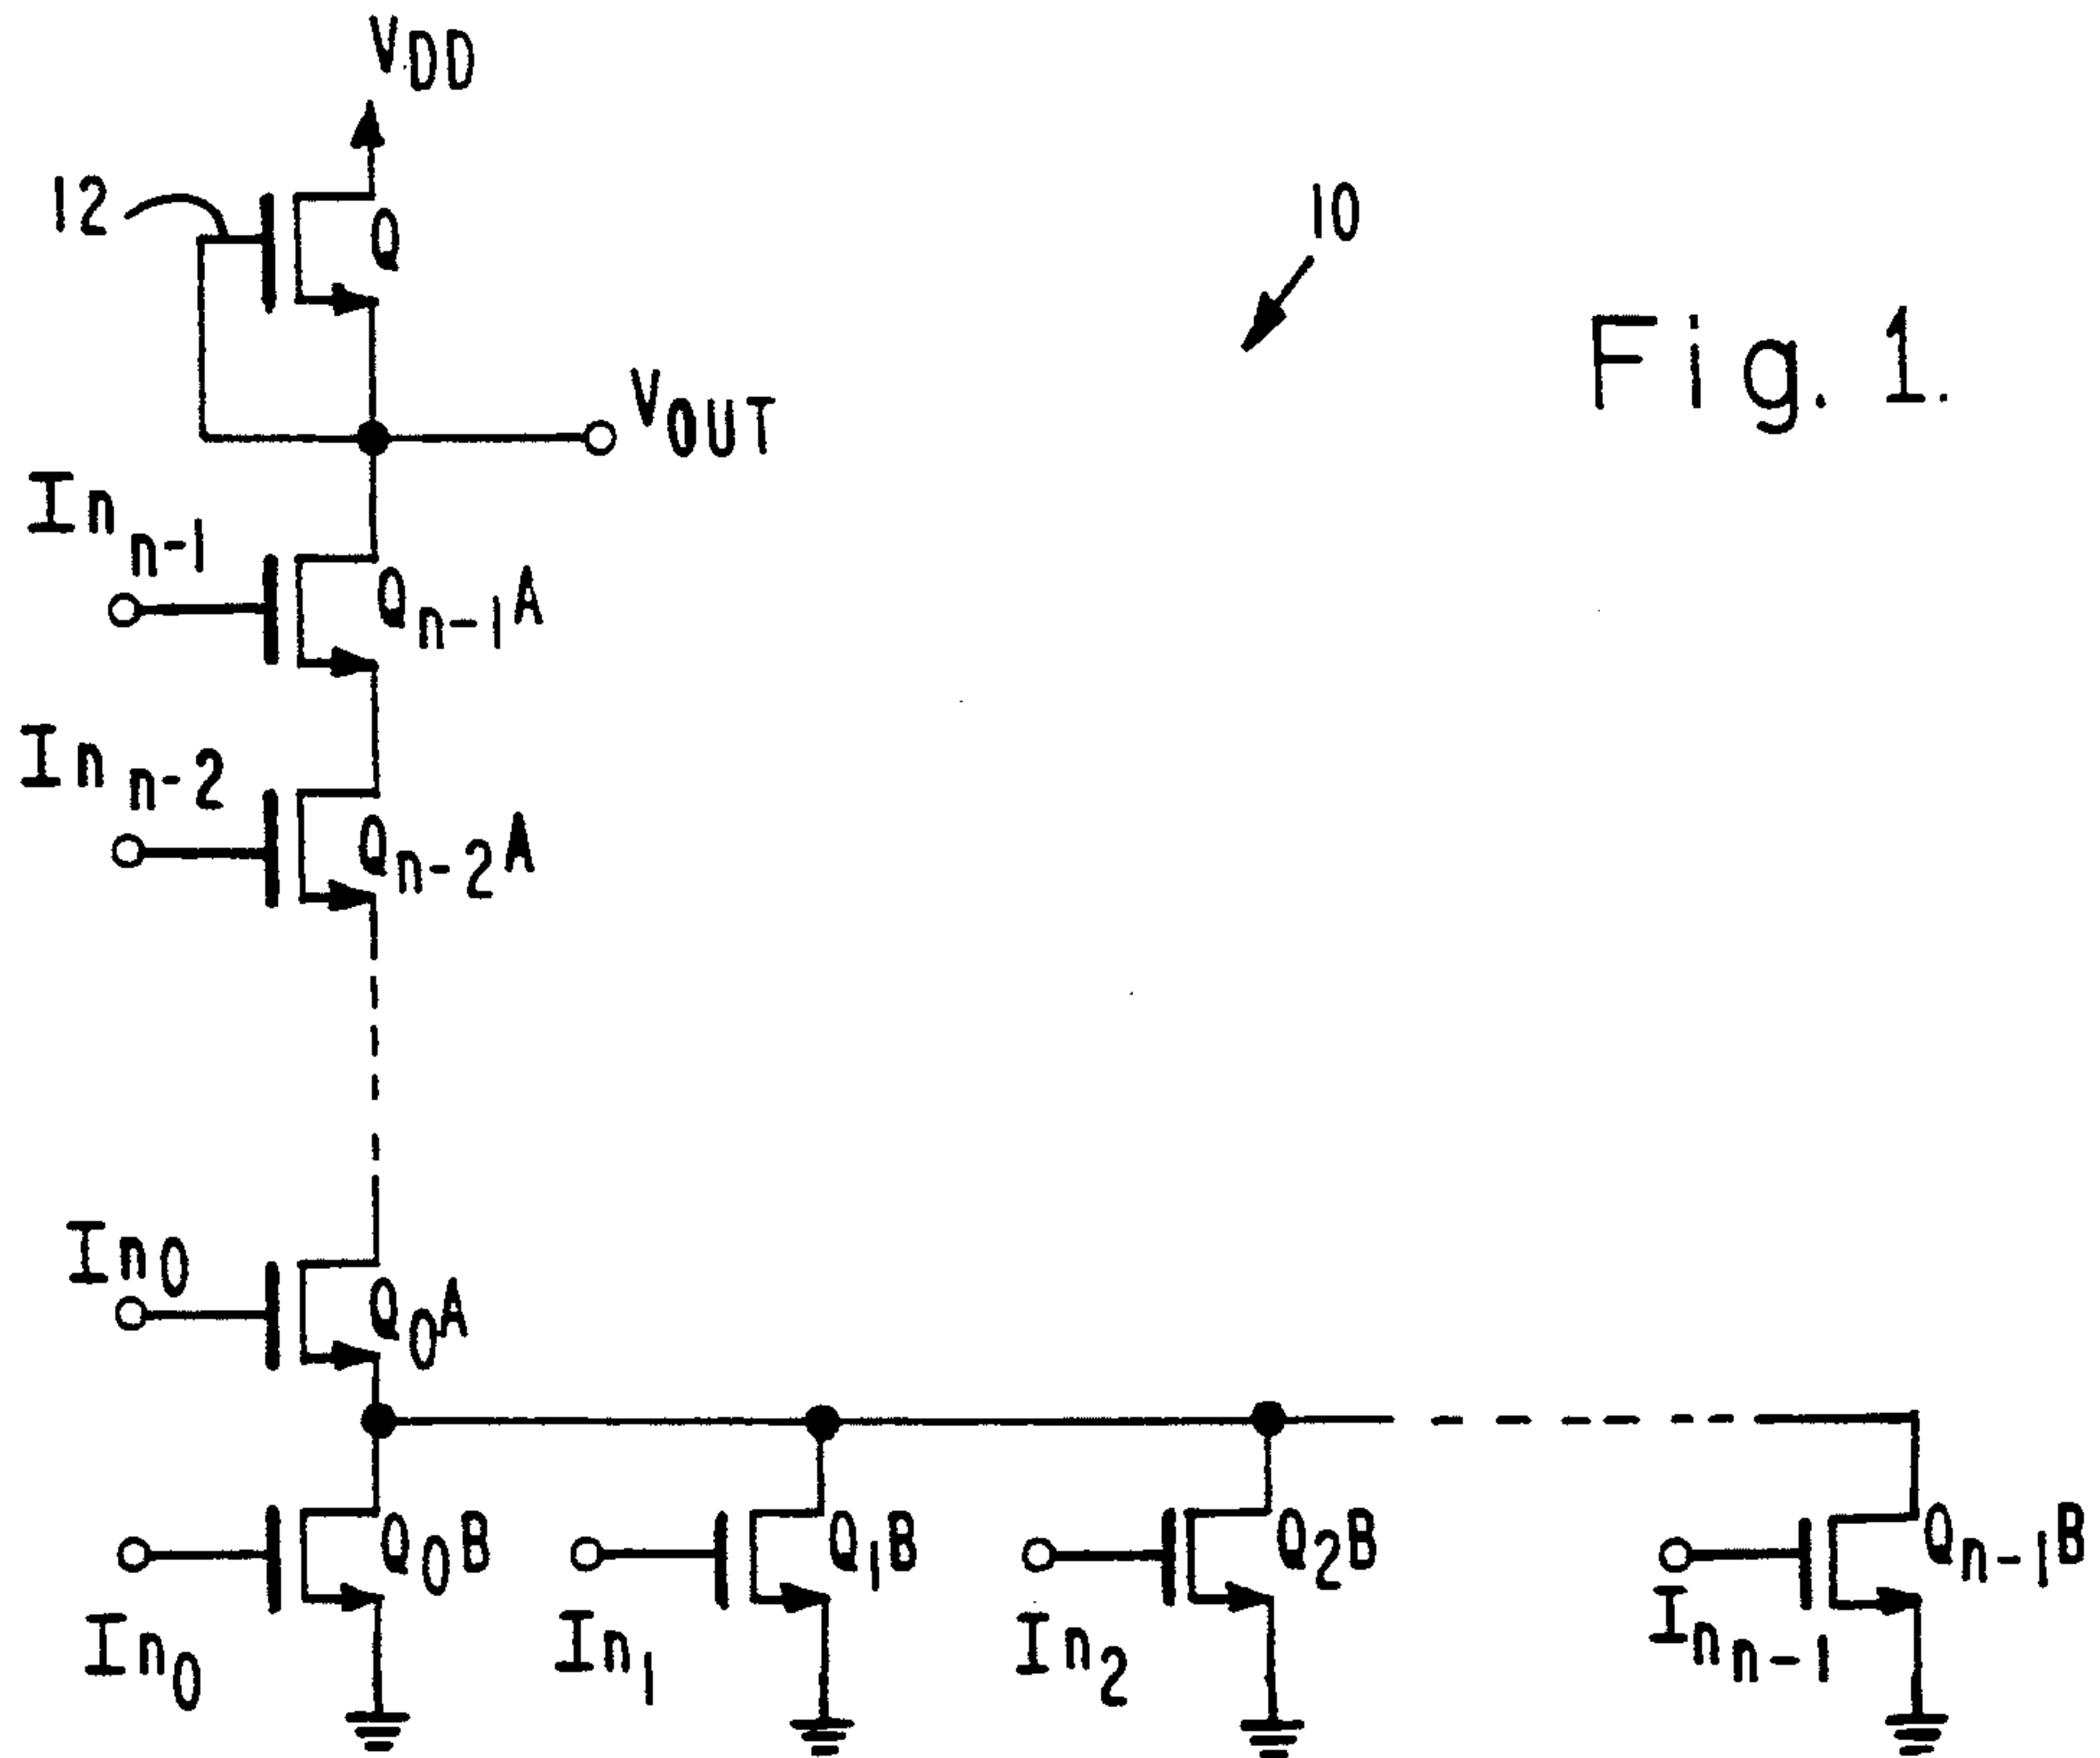 VDD
12
Q
10
Fig. 1.
VOUT
Inn-1
Qn-1A
Inn-2
Qn-2A
In0
Q0A
Q0B
Q1B
Q2B
Qn-1B
In0
In1
In2
Inn-1